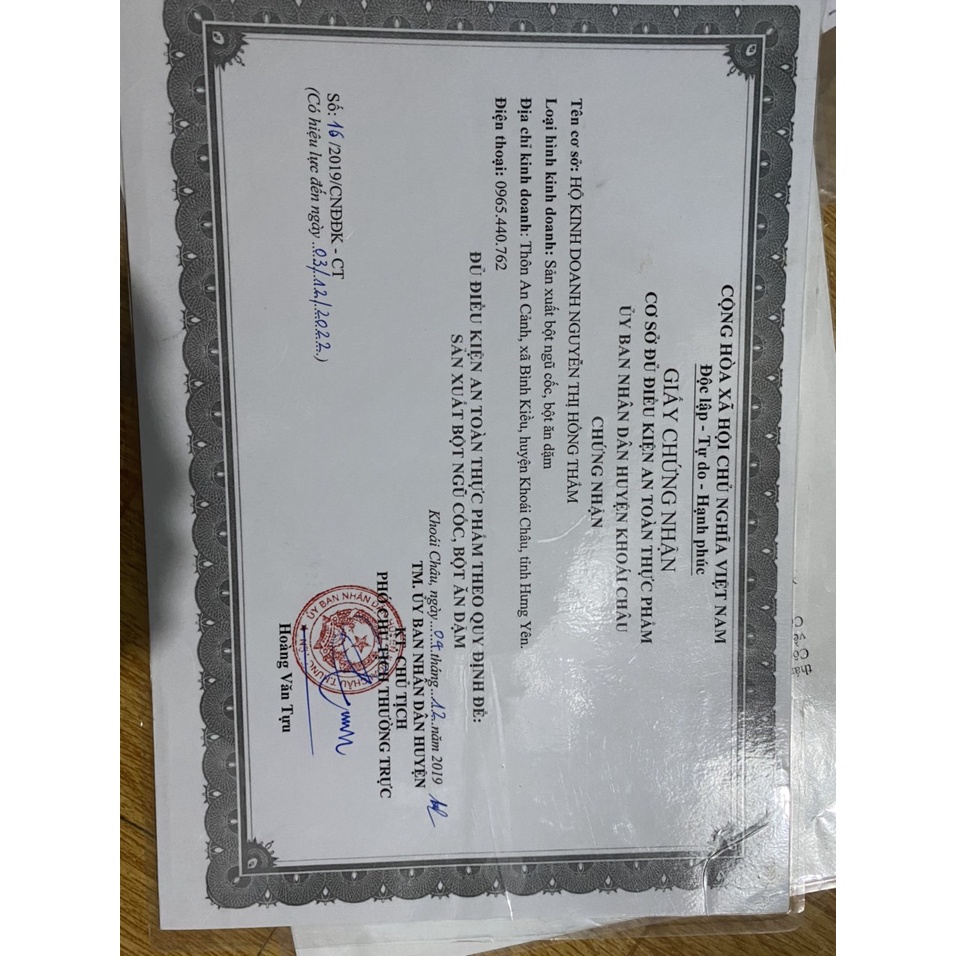 CỘNG HÒA XÃ HỘI CHỦ NGHĨA VIỆT NAM
Độc lập - Tự do - Hạnh phúc
GIẤY CHỨNG NHẬN
CƠ SỞ ĐỦ ĐIỀU KIỆN AN TOÀN THỰC PHẨM
ỦY BAN NHÂN DÂN HUYỆN KHOÁI CHÂU
CHỨNG NHẬN
Tên cơ sở: HỘ KINH DOANH NGUYỄN THỊ HỒNG THẮM
Loại hình kinh doanh: Sản xuất bột ngũ cốc, bột ăn dặm
Địa chỉ kinh doanh: Thôn An Cảnh, xã Bình Kiều, huyện Khoái Châu, tỉnh Hưng Yên.
Điện thoại: 0965.440.762
ĐỦ ĐIỀU KIỆN AN TOÀN THỰC PHẨM THEO QUY ĐỊNH ĐỂ:
SẢN XUẤT BỘT NGŨ CỐC, BỘT ĂN DẶM
Khoái Châu, ngày 04 tháng 12 năm 2019
TM. ỦY BAN NHÂN DÂN HUYỆN
KT. CHỦ TỊCH
PHÓ CHỦ TỊCH THƯỜNG TRỰC
Hoàng Văn Tựu
Số: 16 /2019/CNĐĐK - CT
(Có hiệu lực đến ngày ..03/.12/.2022.)